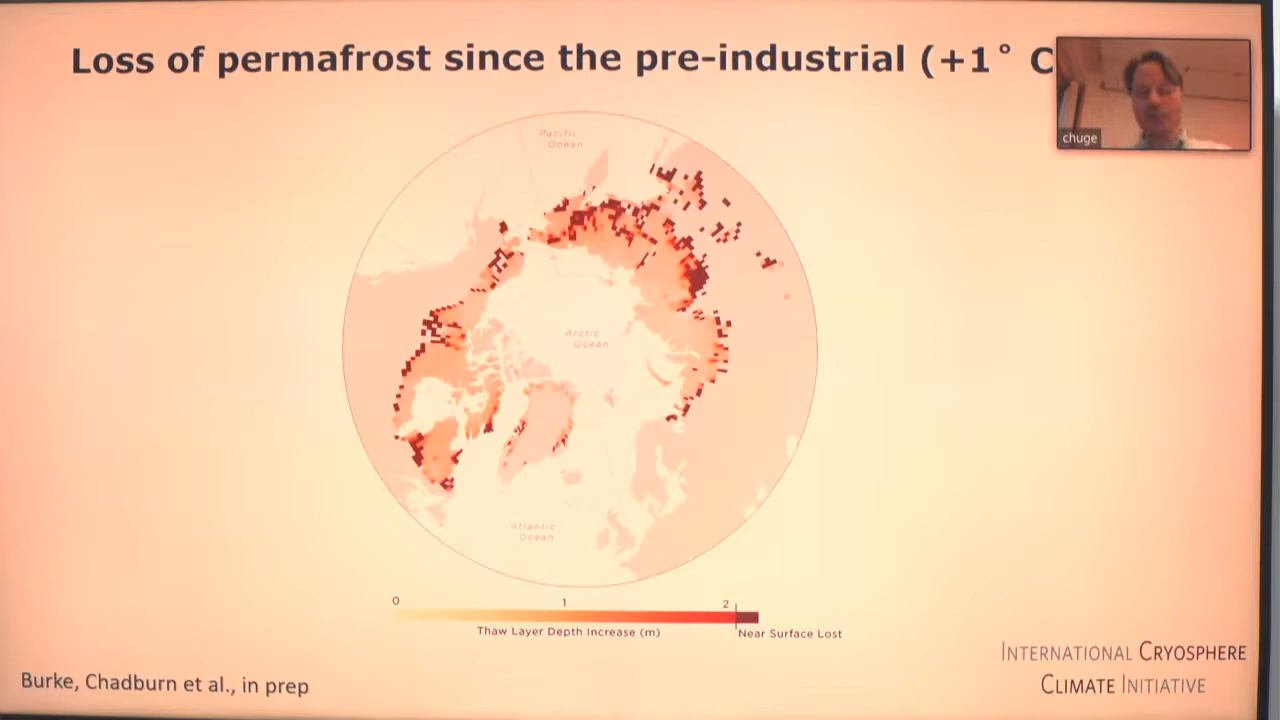 Loss of permafrost since the pre-industrial (+1° C
chuge
Pacific
Ocean
Arctic
Ocean
Atlantic
Ocean
0 1 2
Thaw Layer Depth Increase (m) Near Surface Lost
INTERNATIONAL CRYOSPHERE
CLIMATE INITIATIVE
Burke, Chadburn et al., in prep